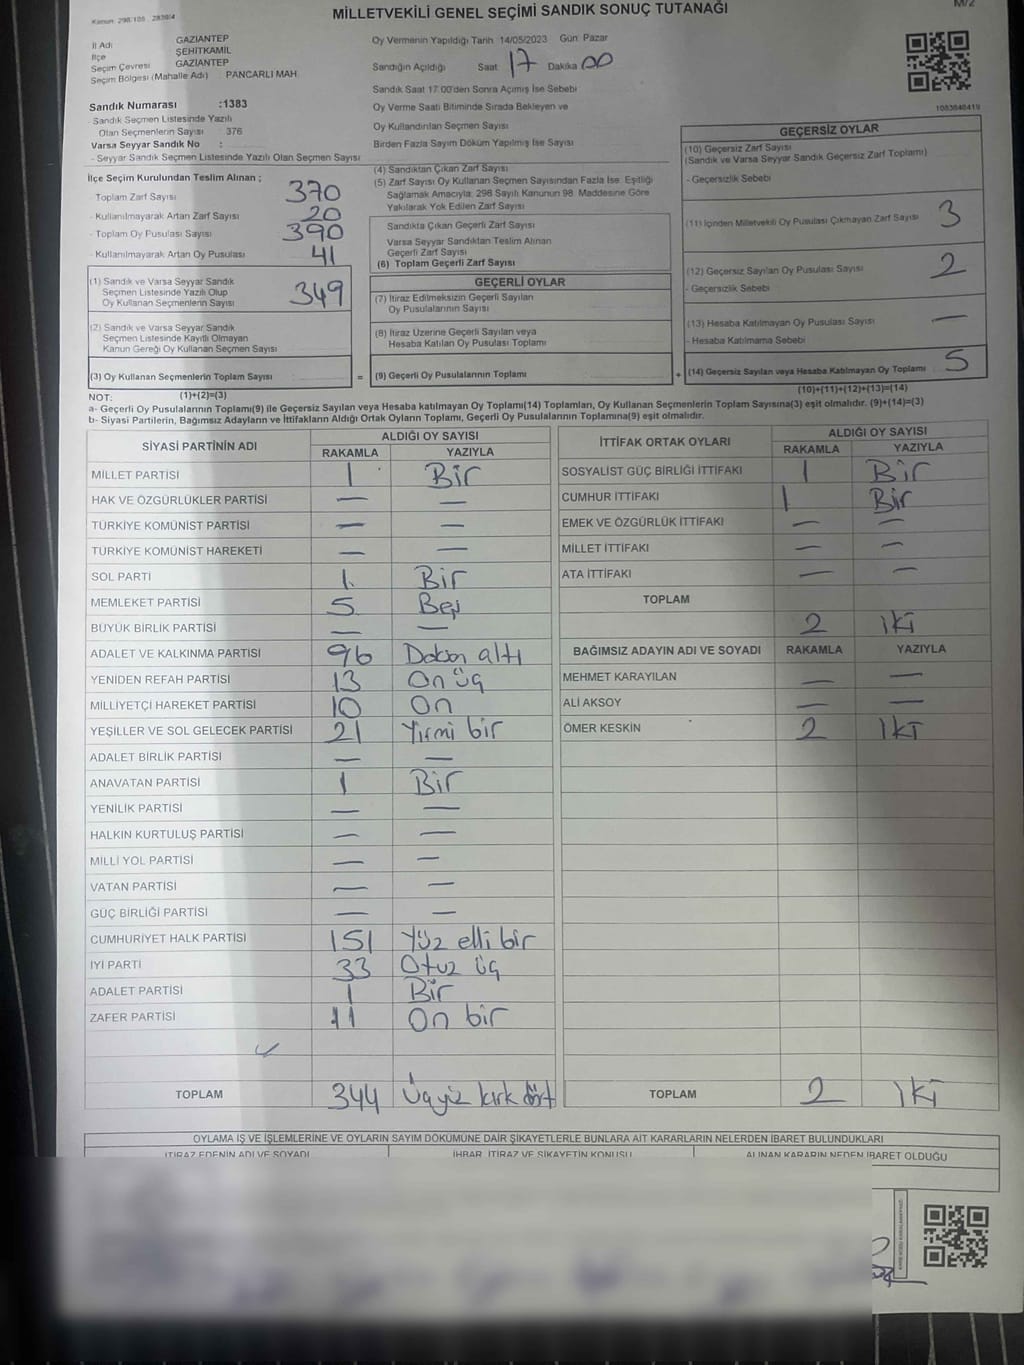 Kanun: 298/105 2839/4
MİLLETVEKİLİ GENEL SEÇİMİ SANDIK SONUÇ TUTANAĞI
M/2
İl Adı GAZİANTEP
İlçe ŞEHİTKAMİL
Seçim Çevresi GAZİANTEP
Seçim Bölgesi (Mahalle Adı) PANCARLI MAH.
Oy Vermenin Yapıldığı Tarih 14/05/2023 Gün: Pazar
Sandığın Açıldığı Saat 17 Dakika 00
Sandık Saat 17:00'den Sonra Açılmış İse Sebebi
Oy Verme Saati Bitiminde Sırada Bekleyen ve
Oy Kullandırılan Seçmen Sayısı
Birden Fazla Sayım Döküm Yapılmış İse Sayısı
1083848419
Sandık Numarası :1383
- Sandık Seçmen Listesinde Yazılı
Olan Seçmenlerin Sayısı 376
Varsa Seyyar Sandık No :
- Seyyar Sandık Seçmen Listesinde Yazılı Olan Seçmen Sayısı
İlçe Seçim Kurulundan Teslim Alınan ;
- Toplam Zarf Sayısı 370
- Kullanılmayarak Artan Zarf Sayısı 20
- Toplam Oy Pusulası Sayısı 390
- Kullanılmayarak Artan Oy Pusulası 41
(1) Sandık ve Varsa Seyyar Sandık
Seçmen Listesinde Yazılı Olup
Oy Kullanan Seçmenlerin Sayısı 349
(2) Sandık ve Varsa Seyyar Sandık
Seçmen Listesinde Kayıtlı Olmayan
Kanun Gereği Oy Kullanan Seçmen Sayısı
(3) Oy Kullanan Seçmenlerin Toplam Sayısı
(4) Sandıktan Çıkan Zarf Sayısı
(5) Zarf Sayısı Oy Kullanan Seçmen Sayısından Fazla İse Eşitliği
Sağlamak Amacıyla; 298 Sayılı Kanunun 98. Maddesine Göre
Yakılarak Yok Edilen Zarf Sayısı
Sandıkta Çıkan Geçerli Zarf Sayısı
Varsa Seyyar Sandıktan Teslim Alınan
Geçerli Zarf Sayısı
(6) Toplam Geçerli Zarf Sayısı
GEÇERLİ OYLAR
(7) İtiraz Edilmeksizin Geçerli Sayılan
Oy Pusulalarının Sayısı
(8) İtiraz Üzerine Geçerli Sayılan veya
Hesaba Katılan Oy Pusulası Toplamı
= (9) Geçerli Oy Pusulalarının Toplamı +
GEÇERSİZ OYLAR
(10) Geçersiz Zarf Sayısı
(Sandık ve Varsa Seyyar Sandık Geçersiz Zarf Toplamı)
- Geçersizlik Sebebi
(11) İçinden Milletvekili Oy Pusulası Çıkmayan Zarf Sayısı 3
(12) Geçersiz Sayılan Oy Pusulası Sayısı 2
- Geçersizlik Sebebi
(13) Hesaba Katılmayan Oy Pusulası Sayısı —
- Hesaba Katılmama Sebebi
(14) Geçersiz Sayılan veya Hesaba Katılmayan Oy Toplamı 5
NOT: (1)+(2)=(3) (10)+(11)+(12)+(13)=(14)
a- Geçerli Oy Pusulalarının Toplamı(9) ile Geçersiz Sayılan veya Hesaba katılmayan Oy Toplamı(14) Toplamları, Oy Kullanan Seçmenlerin Toplam Sayısına(3) eşit olmalıdır. (9)+(14)=(3)
b- Siyasi Partilerin, Bağımsız Adayların ve İttifakların Aldığı Ortak Oyların Toplamı, Geçerli Oy Pusulalarının Toplamına(9) eşit olmalıdır.
SİYASİ PARTİNİN ADI ALDIĞI OY SAYISI
RAKAMLA YAZIYLA
MİLLET PARTİSİ 1 Bir
HAK VE ÖZGÜRLÜKLER PARTİSİ — —
TÜRKİYE KOMÜNİST PARTİSİ — —
TÜRKİYE KOMÜNİST HAREKETİ — —
SOL PARTİ 1 Bir
MEMLEKET PARTİSİ 5 Beş
BÜYÜK BİRLİK PARTİSİ — —
ADALET VE KALKINMA PARTİSİ 96 Doksan altı
YENİDEN REFAH PARTİSİ 13 On üç
MİLLİYETÇİ HAREKET PARTİSİ 10 On
YEŞİLLER VE SOL GELECEK PARTİSİ 21 Yirmi bir
ADALET BİRLİK PARTİSİ — —
ANAVATAN PARTİSİ 1 Bir
YENİLİK PARTİSİ — —
HALKIN KURTULUŞ PARTİSİ — —
MİLLİ YOL PARTİSİ — —
VATAN PARTİSİ — —
GÜÇ BİRLİĞİ PARTİSİ — —
CUMHURİYET HALK PARTİSİ 151 Yüz elli bir
İYİ PARTİ 33 Otuz üç
ADALET PARTİSİ 1 Bir
ZAFER PARTİSİ 11 On bir
TOPLAM 344 Üçyüz kırk dört
İTTİFAK ORTAK OYLARI ALDIĞI OY SAYISI
RAKAMLA YAZIYLA
SOSYALİST GÜÇ BİRLİĞİ İTTİFAKI 1 Bir
CUMHUR İTTİFAKI 1 Bir
EMEK VE ÖZGÜRLÜK İTTİFAKI — —
MİLLET İTTİFAKI — —
ATA İTTİFAKI — —
TOPLAM 2 İki
BAĞIMSIZ ADAYIN ADI VE SOYADI RAKAMLA YAZIYLA
MEHMET KARAYILAN — —
ALİ AKSOY — —
ÖMER KESKİN 2 İki
TOPLAM 2 İki
OYLAMA İŞ VE İŞLEMLERİNE VE OYLARIN SAYIM DÖKÜMÜNE DAİR ŞİKAYETLERLE BUNLARA AİT KARARLARIN NELERDEN İBARET BULUNDUKLARI
İTİRAZ EDENİN ADI VE SOYADI İHBAR, İTİRAZ VE ŞİKAYETİN KONUSU ALINAN KARARIN NEDEN İBARET OLDUĞU